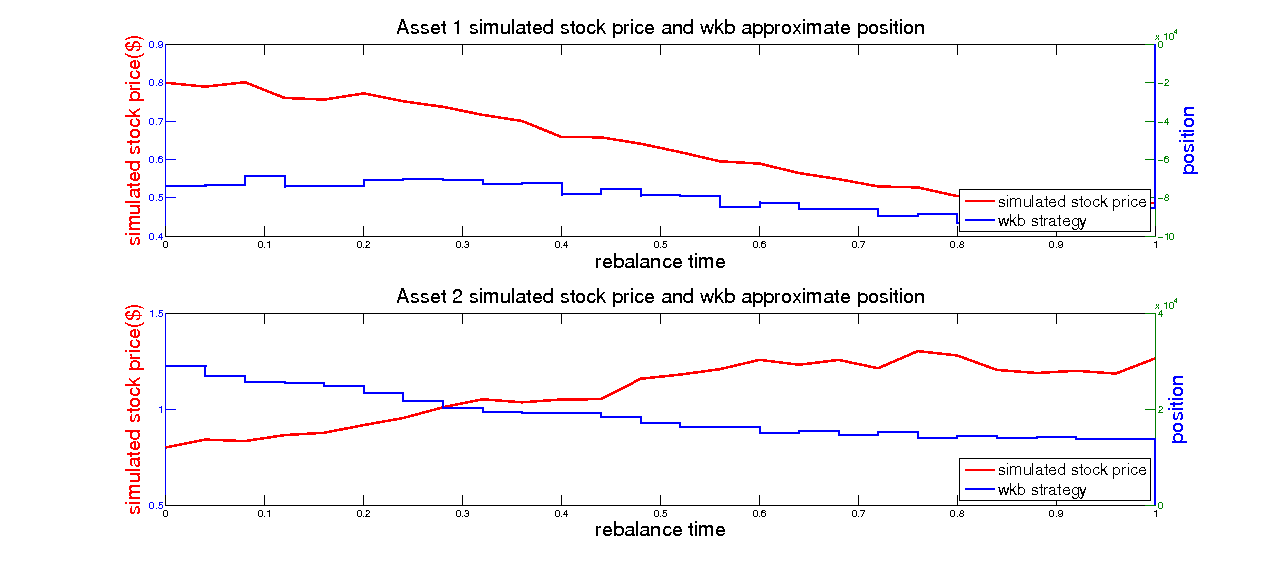 Asset 1 simulated stock price and wkb approximate position
simulated stock price($)
0.9
0.8
0.7
0.6
0.5
0.4
x 10^4
0
−2
−4
−6
−8
−10
position
simulated stock price
wkb strategy
0 0.1 0.2 0.3 0.4 0.5 0.6 0.7 0.8 0.9 1
rebalance time
Asset 2 simulated stock price and wkb approximate position
simulated stock price($)
1.5
1
0.5
x 10^4
4
2
0
position
simulated stock price
wkb strategy
0 0.1 0.2 0.3 0.4 0.5 0.6 0.7 0.8 0.9 1
rebalance time